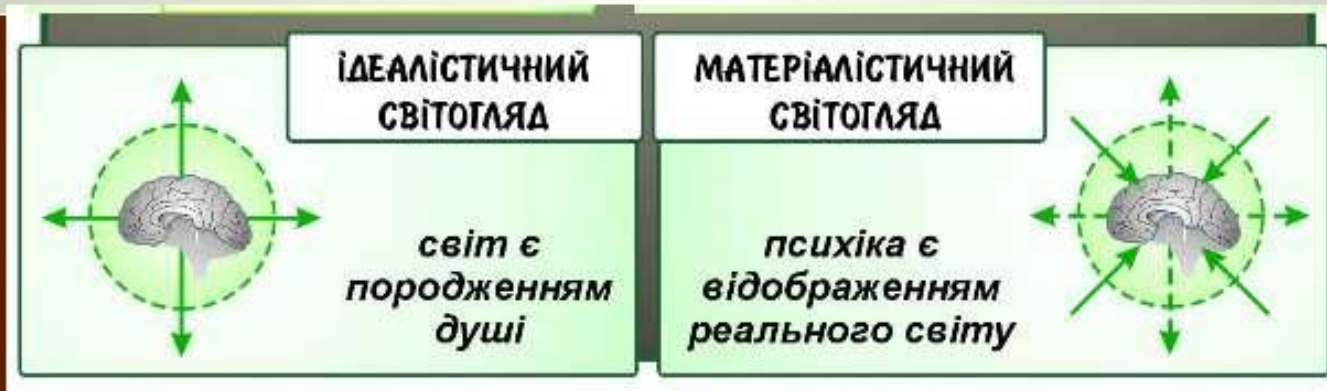 ІДЕАЛІСТИЧНИЙ
СВІТОГЛЯД
світ є
породженням
душі
МАТЕРІАЛІСТИЧНИЙ
СВІТОГЛЯД
психіка є
відображенням
реального світу